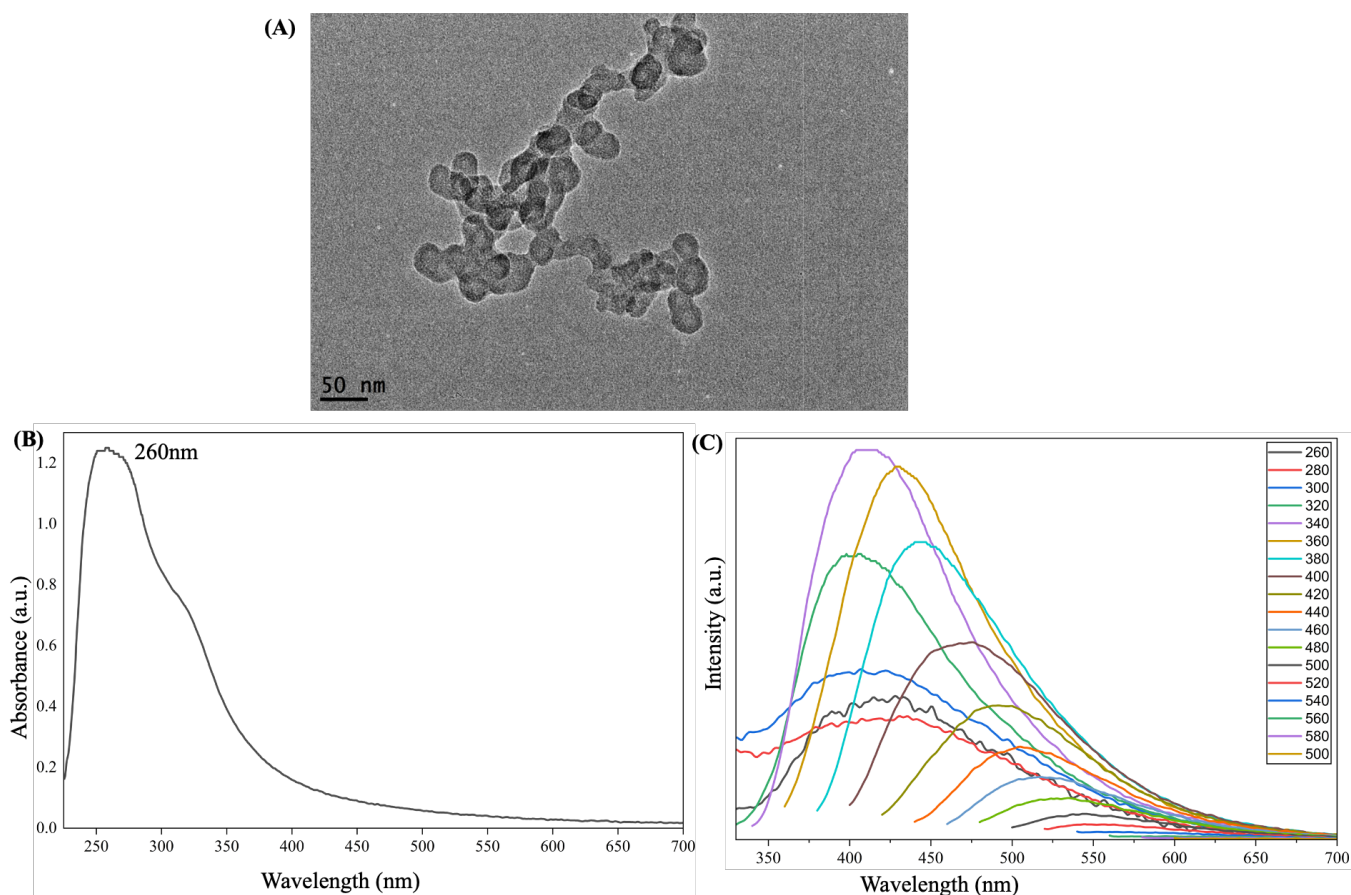 (A)
50 nm
(B)
260nm
1.2
1.0
0.8
0.6
0.4
0.2
0.0
Absorbance (a.u.)
250 300 350 400 450 500 550 600 650 700
Wavelength (nm)
(C)
Intensity (a.u.)
260
280
300
320
340
360
380
400
420
440
460
480
500
520
540
560
580
500
350 400 450 500 550 600 650 700
Wavelength (nm)